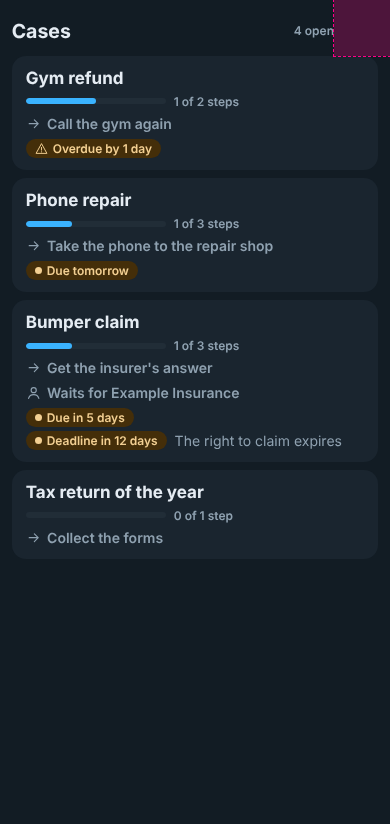 Cases
4 open
Gym refund
1 of 2 steps
→ Call the gym again
Overdue by 1 day
Phone repair
1 of 3 steps
→ Take the phone to the repair shop
Due tomorrow
Bumper claim
1 of 3 steps
→ Get the insurer's answer
Waits for Example Insurance
Due in 5 days
Deadline in 12 days The right to claim expires
Tax return of the year
0 of 1 step
→ Collect the forms